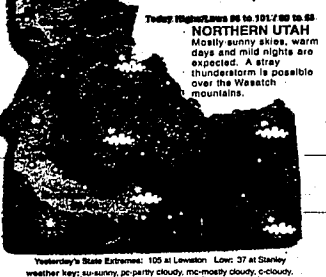 Today Highs/Lows 96 to 101 / 60 to 65
NORTHERN UTAH
Mostly sunny skies, warm
days and mild nights are
expected. A stray
thunderstorm is possible
over the Wasatch
mountains.
Yesterday's State Extremes: 105 at Lewiston Low: 37 at Stanley
weather key: su-sunny, pc-partly cloudy, mc-mostly cloudy, c-cloudy,